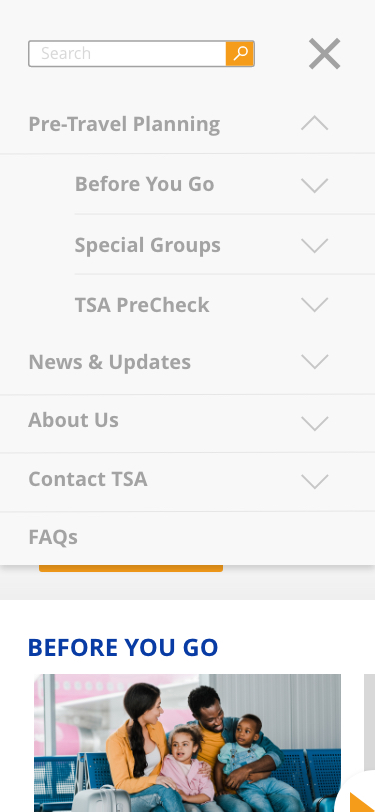 Search
Pre-Travel Planning
Before You Go
Special Groups
TSA PreCheck
News & Updates
About Us
Contact TSA
FAQs
BEFORE YOU GO